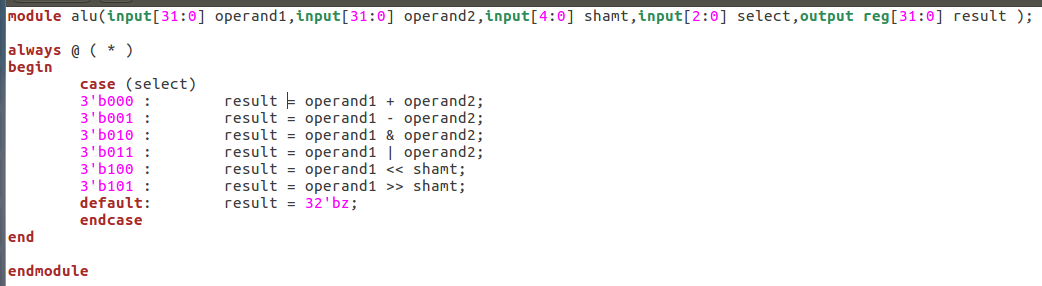 module alu(input[31:0] operand1,input[31:0] operand2,input[4:0] shamt,input[2:0] select,output reg[31:0] result );
always @ ( * )
begin
case (select)
3'b000 : result = operand1 + operand2;
3'b001 : result = operand1 - operand2;
3'b010 : result = operand1 & operand2;
3'b011 : result = operand1 | operand2;
3'b100 : result = operand1 << shamt;
3'b101 : result = operand1 >> shamt;
default: result = 32'bz;
endcase
end
endmodule